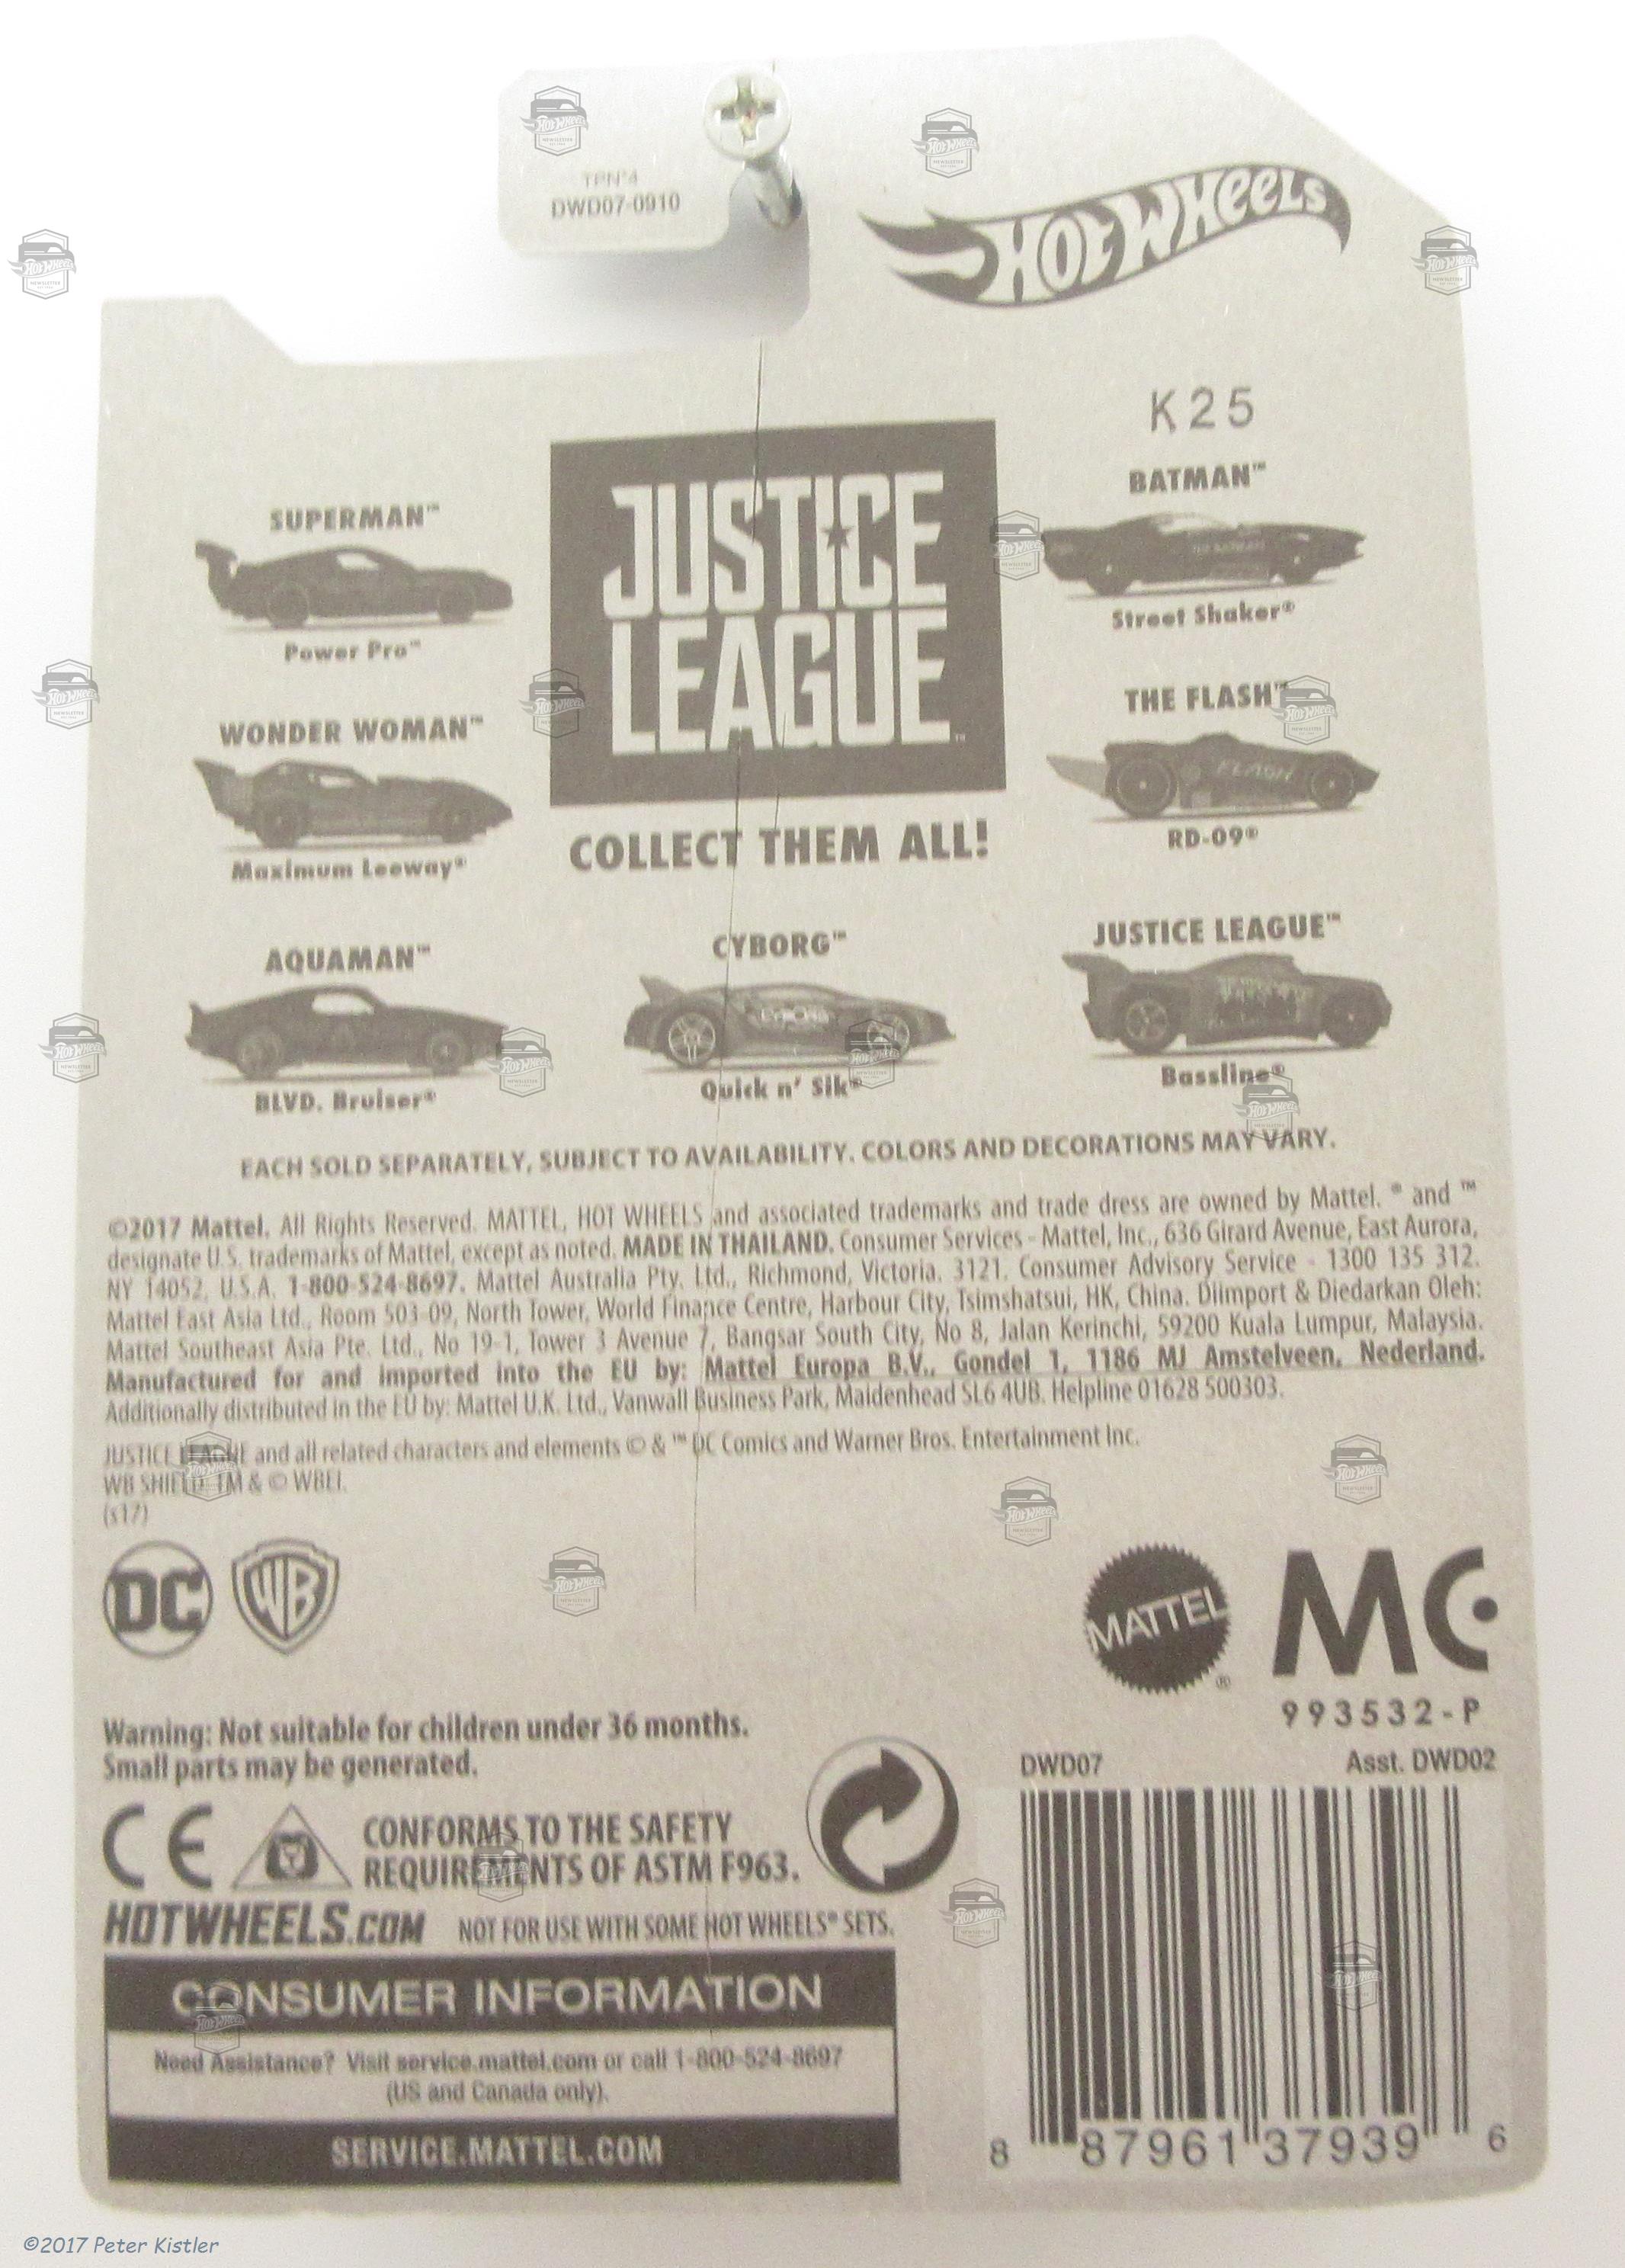 TPN°4
DWD07-0910
HOT WHEELS
K25
SUPERMAN™
Power Pro™
WONDER WOMAN™
Maximum Leeway®
AQUAMAN™
BLVD. Bruiser®
JUSTICE
LEAGUE™
COLLECT THEM ALL!
CYBORG™
CYBORG
Quick n' Sik®
BATMAN™
Street Shaker®
THE FLASH™
FLASH
RD-09®
JUSTICE LEAGUE™
Bassline®
EACH SOLD SEPARATELY, SUBJECT TO AVAILABILITY. COLORS AND DECORATIONS MAY VARY.
©2017 Mattel. All Rights Reserved. MATTEL, HOT WHEELS and associated trademarks and trade dress are owned by Mattel. ® and ™
designate U.S. trademarks of Mattel, except as noted. MADE IN THAILAND. Consumer Services - Mattel, Inc., 636 Girard Avenue, East Aurora,
NY 14052, U.S.A. 1-800-524-8697. Mattel Australia Pty. Ltd., Richmond, Victoria. 3121. Consumer Advisory Service - 1300 135 312.
Mattel East Asia Ltd., Room 503-09, North Tower, World Finance Centre, Harbour City, Tsimshatsui, HK, China. Diimport & Diedarkan Oleh:
Mattel Southeast Asia Pte. Ltd., No 19-1, Tower 3 Avenue 7, Bangsar South City, No 8, Jalan Kerinchi, 59200 Kuala Lumpur, Malaysia.
Manufactured for and imported into the EU by: Mattel Europa B.V., Gondel 1, 1186 MJ Amstelveen, Nederland.
Additionally distributed in the EU by: Mattel U.K. Ltd., Vanwall Business Park, Maidenhead SL6 4UB. Helpline 01628 500303.
JUSTICE LEAGUE and all related characters and elements © & ™ DC Comics and Warner Bros. Entertainment Inc.
WB SHIELD: TM & © WBEI.
(s17)
DC WB
MATTEL® MC
993532-P
Warning: Not suitable for children under 36 months.
Small parts may be generated.
CE CONFORMS TO THE SAFETY
REQUIREMENTS OF ASTM F963.
HOTWHEELS.COM NOT FOR USE WITH SOME HOT WHEELS® SETS.
CONSUMER INFORMATION
Need Assistance? Visit service.mattel.com or call 1-800-524-8697
(US and Canada only).
SERVICE.MATTEL.COM
DWD07 Asst. DWD02
8 87961 37939 6
©2017 Peter Kistler